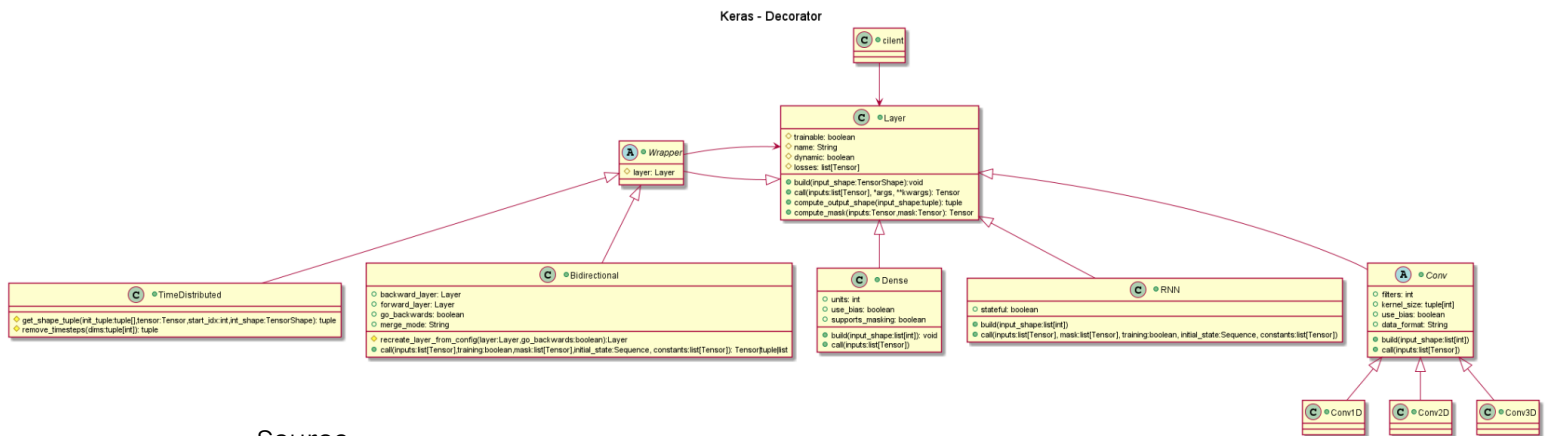 Keras - Decorator
C cilent
C Layer
trainable: boolean
name: String
dynamic: boolean
losses: list[Tensor]
build(input_shape:TensorShape):void
call(inputs:list[Tensor], *args, **kwargs): Tensor
compute_output_shape(input_shape:tuple): tuple
compute_mask(inputs:Tensor,mask:Tensor): Tensor
A Wrapper
layer: Layer
C TimeDistributed
get_shape_tuple(init_tuple:tuple[],tensor:Tensor,start_idx:int,int_shape:TensorShape): tuple
remove_timesteps(dims:tuple[int]): tuple
C Bidirectional
backward_layer: Layer
forward_layer: Layer
go_backwards: boolean
merge_mode: String
recreate_layer_from_config(layer:Layer,go_backwards:boolean):Layer
call(inputs:list[Tensor],training:boolean,mask:list[Tensor],initial_state:Sequence, constants:list[Tensor]): Tensor|tuple|list
C Dense
units: int
use_bias: boolean
supports_masking: boolean
build(input_shape:list[int]): void
call(inputs:list[Tensor])
C RNN
stateful: boolean
build(input_shape:list[int])
call(inputs:list[Tensor], mask:list[Tensor], training:boolean, initial_state:Sequence, constants:list[Tensor])
A Conv
filters: int
kernel_size: tuple[int]
use_bias: boolean
data_format: String
build(input_shape:list[int])
call(inputs:list[Tensor])
C Conv1D
C Conv2D
C Conv3D
Source